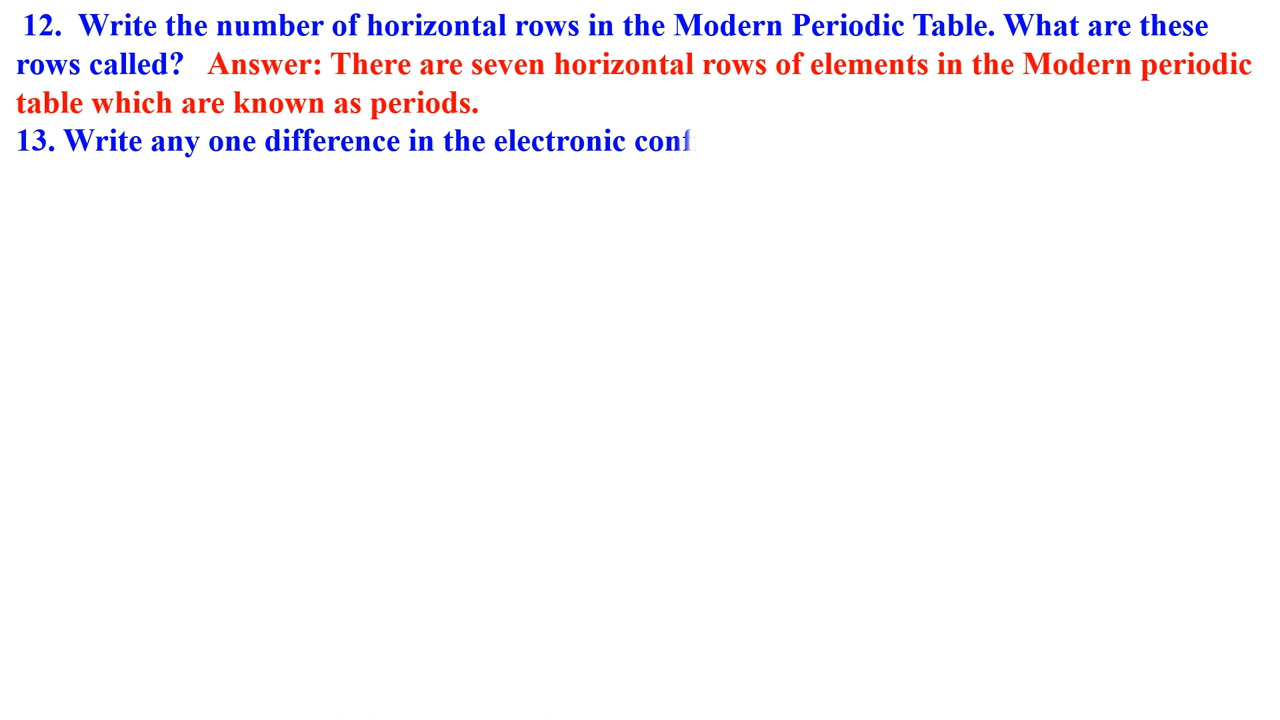 12. Write the number of horizontal rows in the Modern Periodic Table. What are these
rows called? Answer: There are seven horizontal rows of elements in the Modern periodic
table which are known as periods.
13. Write any one difference in the electronic conf